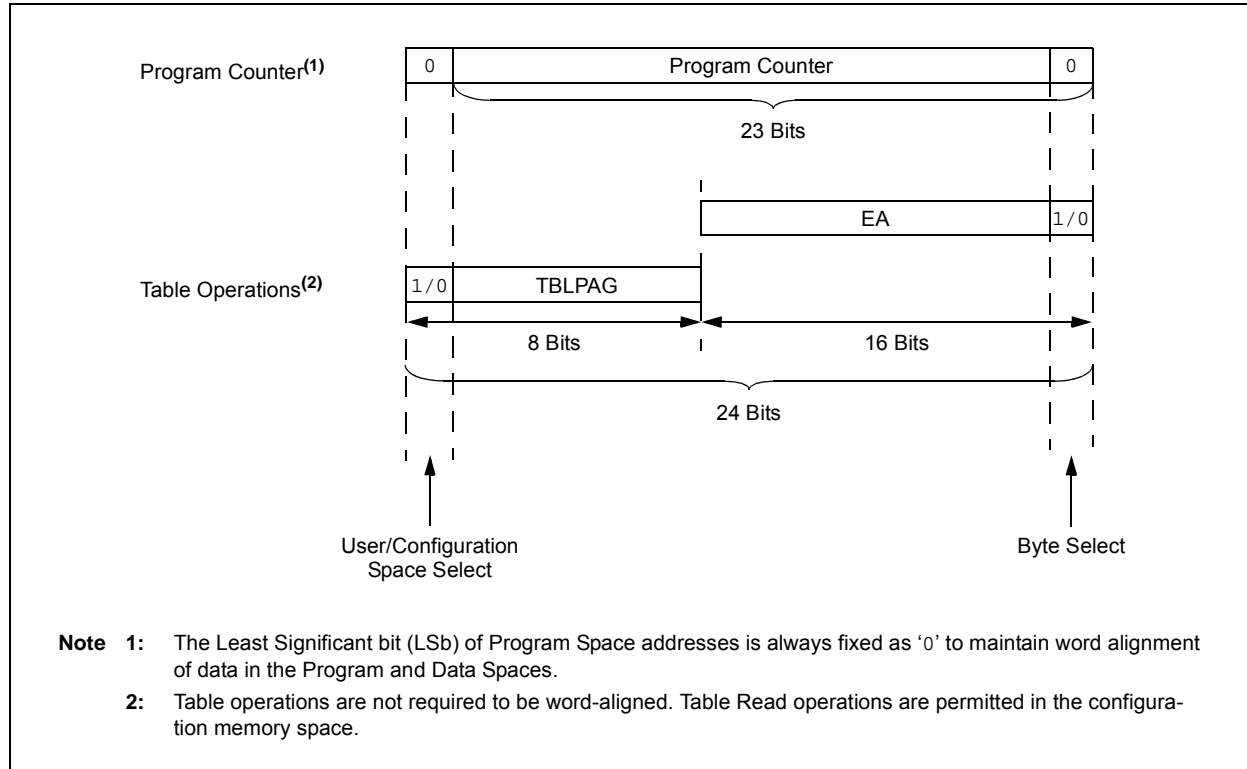 Program Counter(1)
0
Program Counter
0
23 Bits
EA
1/0
Table Operations(2)
1/0
TBLPAG
8 Bits
16 Bits
24 Bits
User/Configuration
Space Select
Byte Select
Note 1: The Least Significant bit (LSb) of Program Space addresses is always fixed as ‘0’ to maintain word alignment
of data in the Program and Data Spaces.
2: Table operations are not required to be word-aligned. Table Read operations are permitted in the configura-
tion memory space.